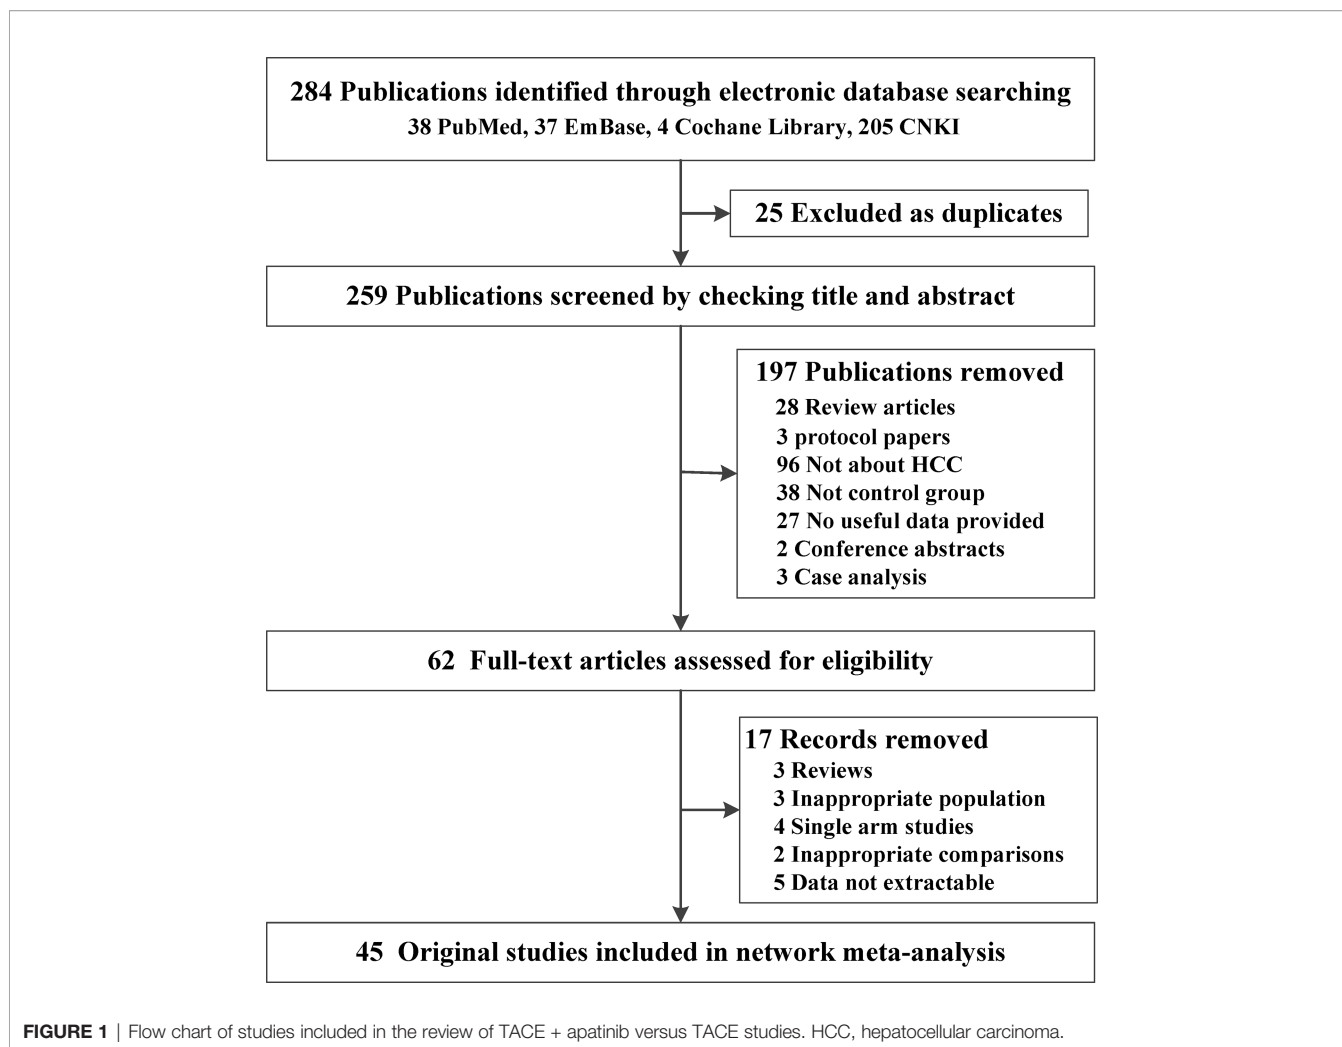 284 Publications identified through electronic database searching
38 PubMed, 37 EmBase, 4 Cochane Library, 205 CNKI
25 Excluded as duplicates
259 Publications screened by checking title and abstract
197 Publications removed
28 Review articles
3 protocol papers
96 Not about HCC
38 Not control group
27 No useful data provided
2 Conference abstracts
3 Case analysis
62 Full-text articles assessed for eligibility
17 Records removed
3 Reviews
3 Inappropriate population
4 Single arm studies
2 Inappropriate comparisons
5 Data not extractable
45 Original studies included in network meta-analysis
FIGURE 1 | Flow chart of studies included in the review of TACE + apatinib versus TACE studies. HCC, hepatocellular carcinoma.